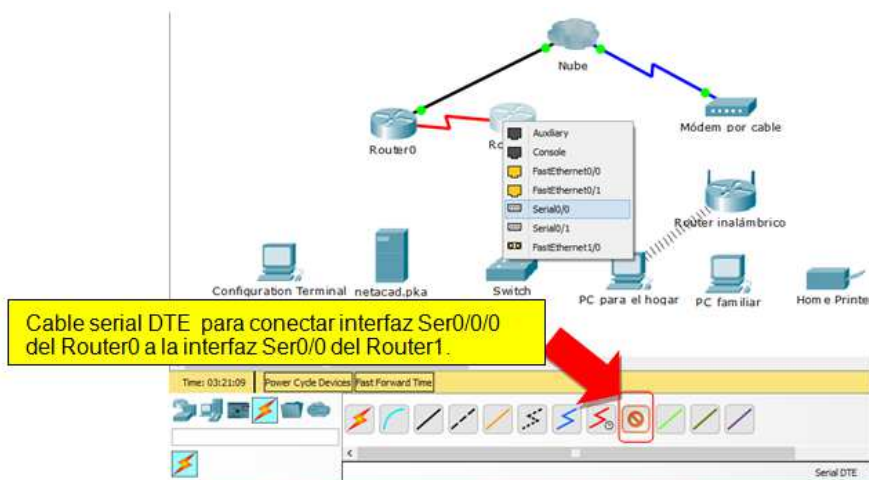 Nube
Router0
Ro
Módem por cable
Auxiliary
Console
FastEthernet0/0
FastEthernet0/1
Serial0/0
Serial0/1
FastEthernet1/0
Router inalámbrico
Configuration Terminal
netacad.pka
Switch
PC para el hogar
PC familiar
Home Printe
Cable serial DTE para conectar interfaz Ser0/0/0
del Router0 a la interfaz Ser0/0 del Router1.
Time: 03:21:09
Power Cycle Devices
Fast Forward Time
Serial DTE